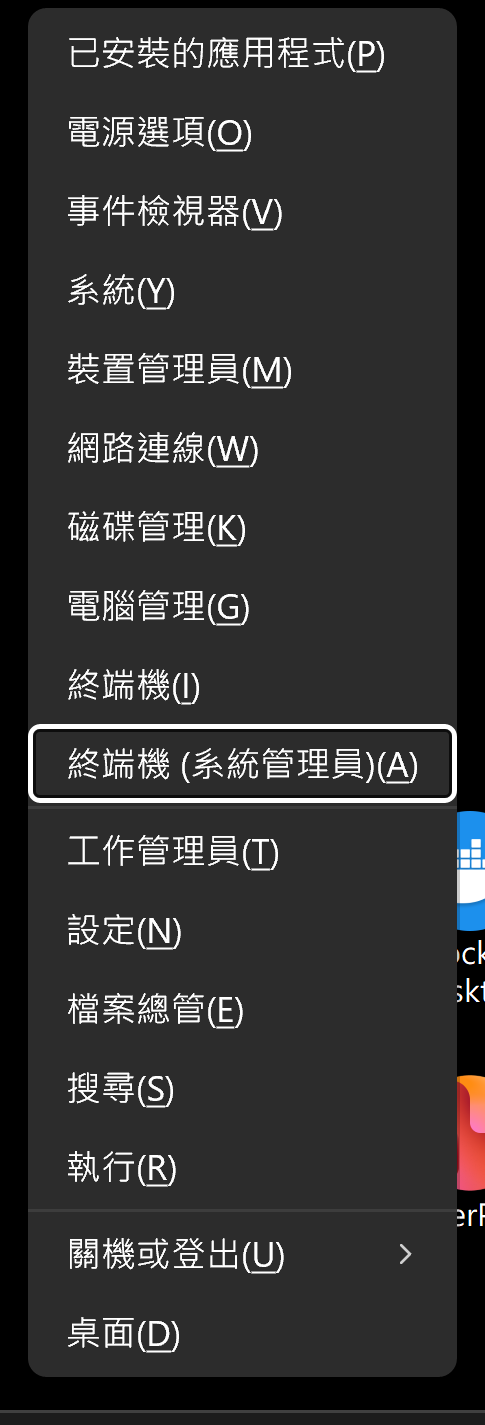 已安裝的應用程式(P)
電源選項(O)
事件檢視器(V)
系統(Y)
裝置管理員(M)
網路連線(W)
磁碟管理(K)
電腦管理(G)
終端機(I)
終端機 (系統管理員)(A)
工作管理員(T)
設定(N)
檔案總管(E)
搜尋(S)
執行(R)
關機或登出(U)
桌面(D)